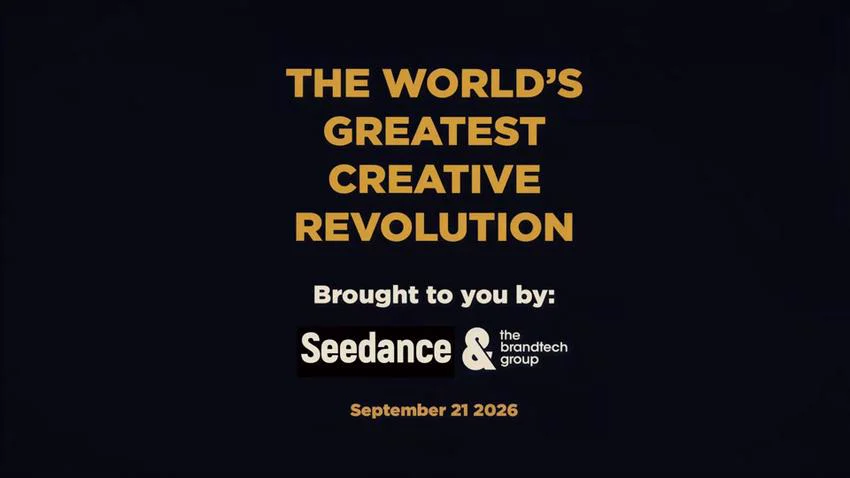 THE WORLD’S
GREATEST
CREATIVE
REVOLUTION
Brought to you by:
Seedance & the brandtech group
September 21 2026